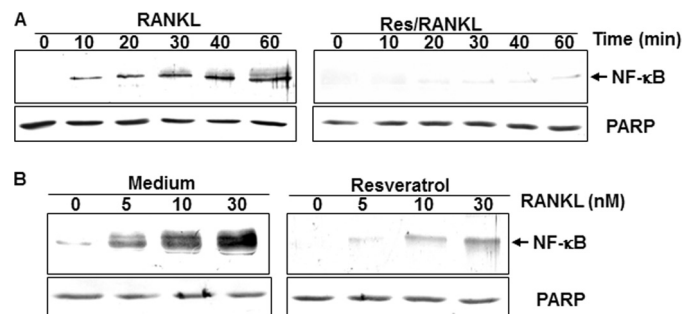 A
RANKL
Res/RANKL
0 10 20 30 40 60
0 10 20 30 40 60
Time (min)
NF-κB
PARP
B
Medium
Resveratrol
0 5 10 30
0 5 10 30
RANKL (nM)
NF-κB
PARP